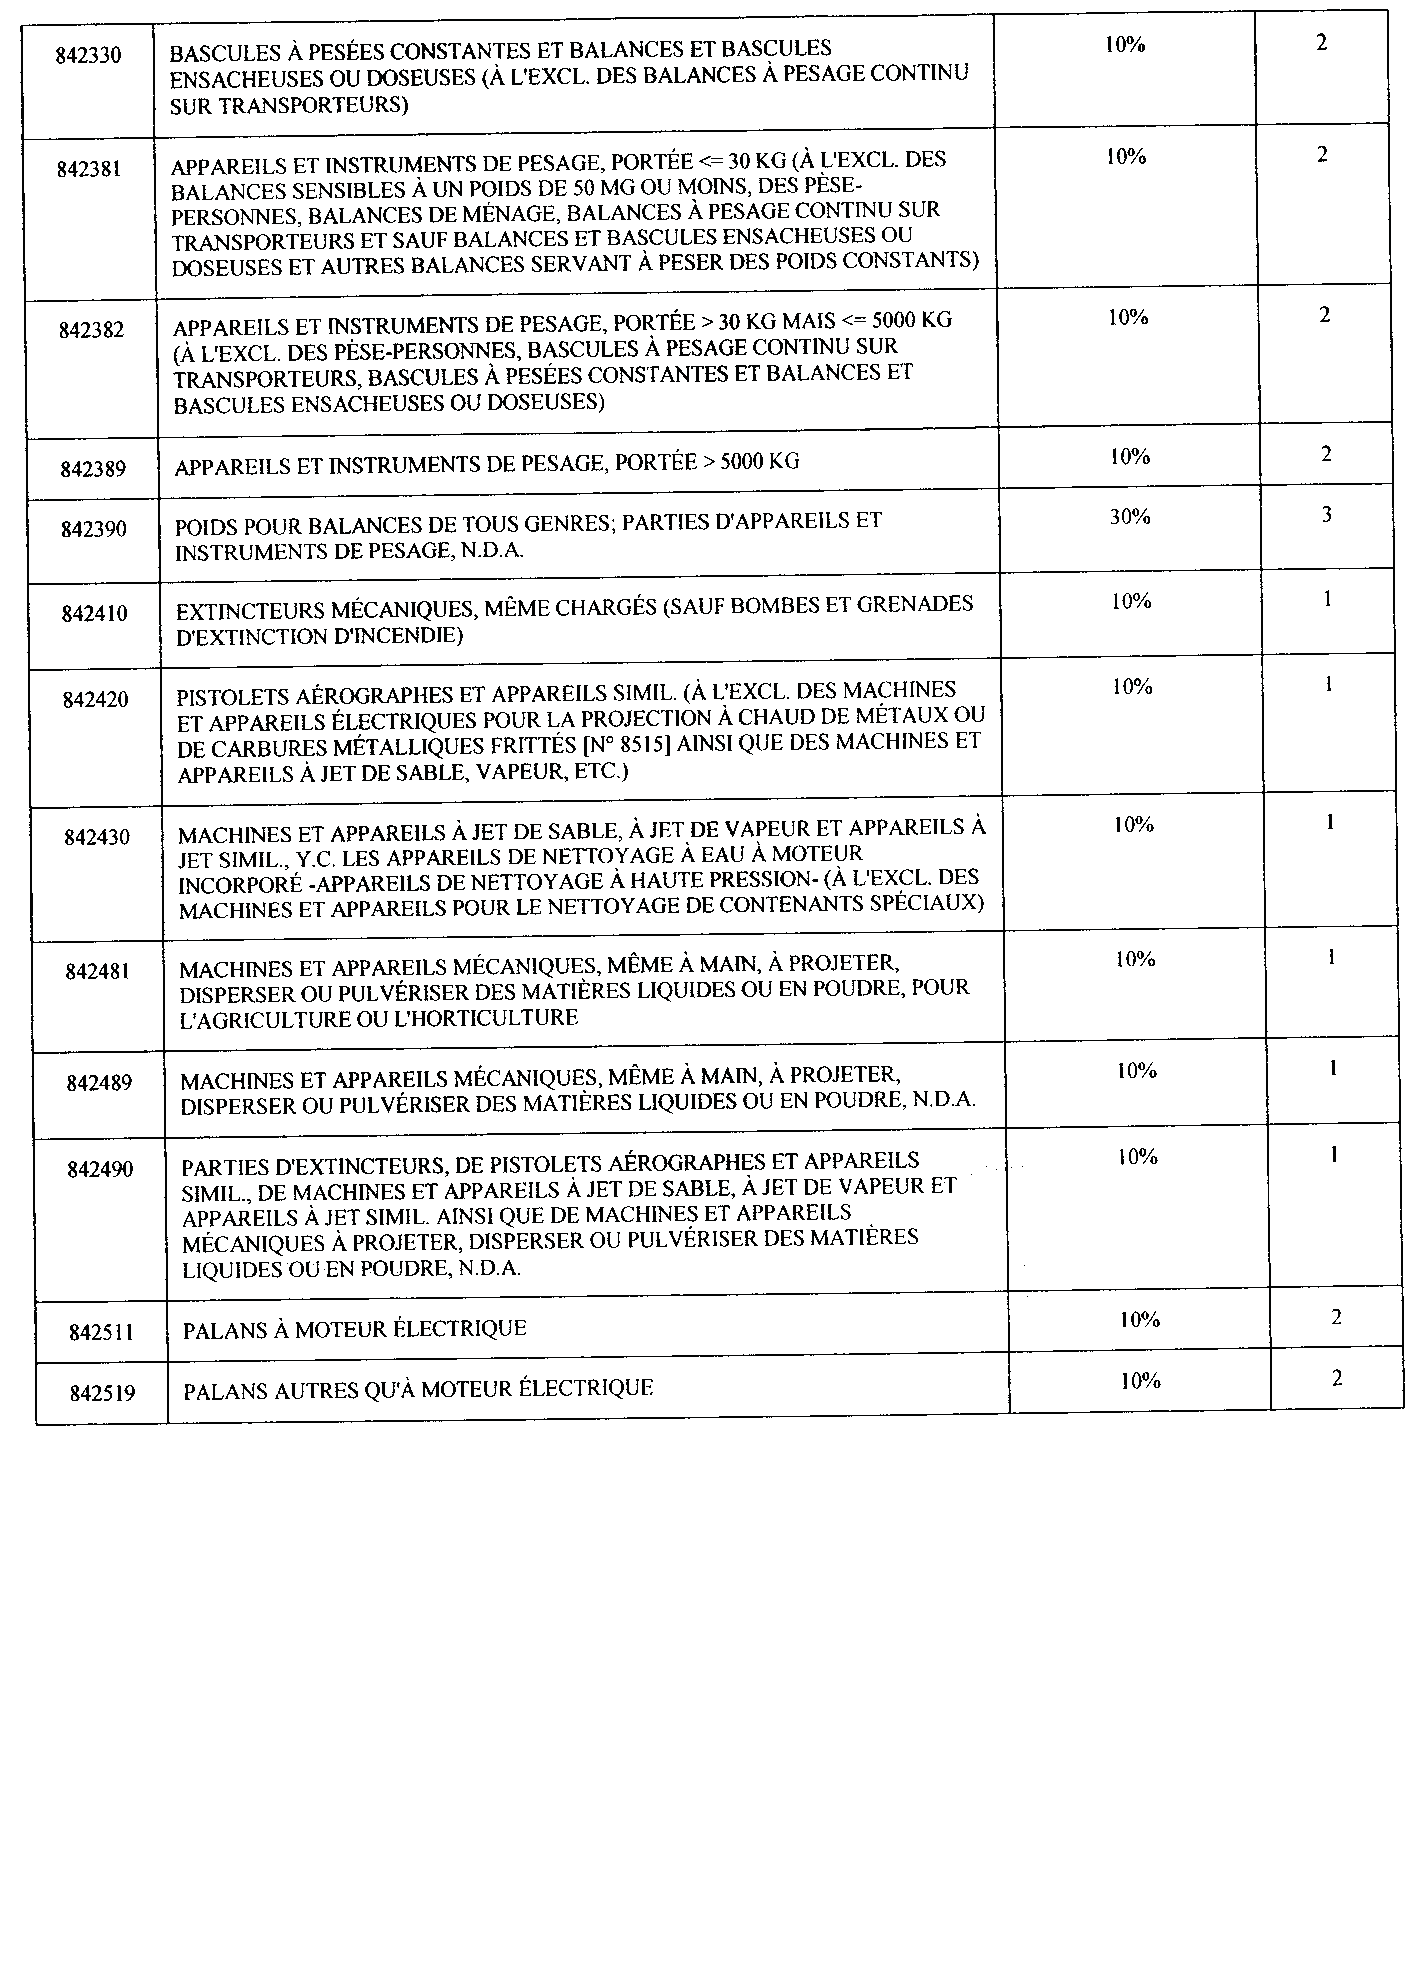 842330 BASCULES À PESÉES CONSTANTES ET BALANCES ET BASCULES 10% 2
ENSACHEUSES OU DOSEUSES (À L'EXCL. DES BALANCES À PESAGE CONTINU
SUR TRANSPORTEURS)
842381 APPAREILS ET INSTRUMENTS DE PESAGE, PORTÉE <= 30 KG (À L'EXCL. DES 10% 2
BALANCES SENSIBLES À UN POIDS DE 50 MG OU MOINS, DES PÈSE-
PERSONNES, BALANCES DE MÉNAGE, BALANCES À PESAGE CONTINU SUR
TRANSPORTEURS ET SAUF BALANCES ET BASCULES ENSACHEUSES OU
DOSEUSES ET AUTRES BALANCES SERVANT À PESER DES POIDS CONSTANTS)
842382 APPAREILS ET INSTRUMENTS DE PESAGE, PORTÉE > 30 KG MAIS <= 5000 KG 10% 2
(À L'EXCL. DES PÈSE-PERSONNES, BASCULES À PESAGE CONTINU SUR
TRANSPORTEURS, BASCULES À PESÉES CONSTANTES ET BALANCES ET
BASCULES ENSACHEUSES OU DOSEUSES)
842389 APPAREILS ET INSTRUMENTS DE PESAGE, PORTÉE > 5000 KG 10% 2
842390 POIDS POUR BALANCES DE TOUS GENRES; PARTIES D'APPAREILS ET 30% 3
INSTRUMENTS DE PESAGE, N.D.A.
842410 EXTINCTEURS MÉCANIQUES, MÊME CHARGÉS (SAUF BOMBES ET GRENADES 10% 1
D'EXTINCTION D'INCENDIE)
842420 PISTOLETS AÉROGRAPHES ET APPAREILS SIMIL. (À L'EXCL. DES MACHINES 10% 1
ET APPAREILS ÉLECTRIQUES POUR LA PROJECTION À CHAUD DE MÉTAUX OU
DE CARBURES MÉTALLIQUES FRITTÉS [N° 8515] AINSI QUE DES MACHINES ET
APPAREILS À JET DE SABLE, VAPEUR, ETC.)
842430 MACHINES ET APPAREILS À JET DE SABLE, À JET DE VAPEUR ET APPAREILS À 10% 1
JET SIMIL., Y.C. LES APPAREILS DE NETTOYAGE À EAU À MOTEUR
INCORPORÉ -APPAREILS DE NETTOYAGE À HAUTE PRESSION- (À L'EXCL. DES
MACHINES ET APPAREILS POUR LE NETTOYAGE DE CONTENANTS SPÉCIAUX)
842481 MACHINES ET APPAREILS MÉCANIQUES, MÊME À MAIN, À PROJETER, 10% 1
DISPERSER OU PULVÉRISER DES MATIÈRES LIQUIDES OU EN POUDRE, POUR
L'AGRICULTURE OU L'HORTICULTURE
842489 MACHINES ET APPAREILS MÉCANIQUES, MÊME À MAIN, À PROJETER, 10% 1
DISPERSER OU PULVÉRISER DES MATIÈRES LIQUIDES OU EN POUDRE, N.D.A.
842490 PARTIES D'EXTINCTEURS, DE PISTOLETS AÉROGRAPHES ET APPAREILS 10% 1
SIMIL., DE MACHINES ET APPAREILS À JET DE SABLE, À JET DE VAPEUR ET
APPAREILS À JET SIMIL. AINSI QUE DE MACHINES ET APPAREILS
MÉCANIQUES À PROJETER, DISPERSER OU PULVÉRISER DES MATIÈRES
LIQUIDES OU EN POUDRE, N.D.A.
842511 PALANS À MOTEUR ÉLECTRIQUE 10% 2
842519 PALANS AUTRES QU'À MOTEUR ÉLECTRIQUE 10% 2